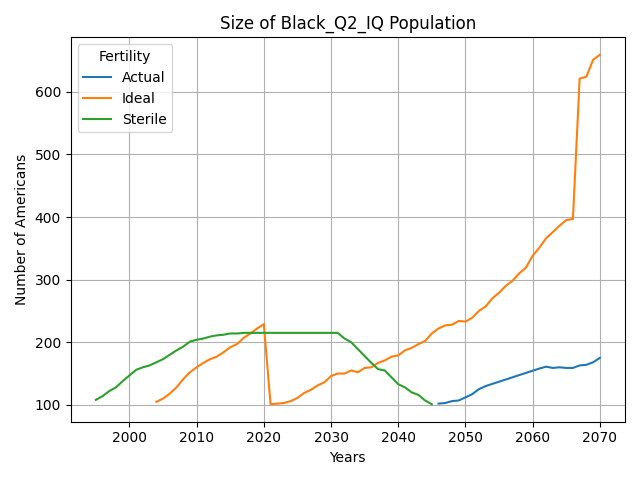 Size of Black_Q2_IQ Population
Fertility
Actual
Ideal
Sterile
Number of Americans
600
500
400
300
200
100
2000 2010 2020 2030 2040 2050 2060 2070
Years